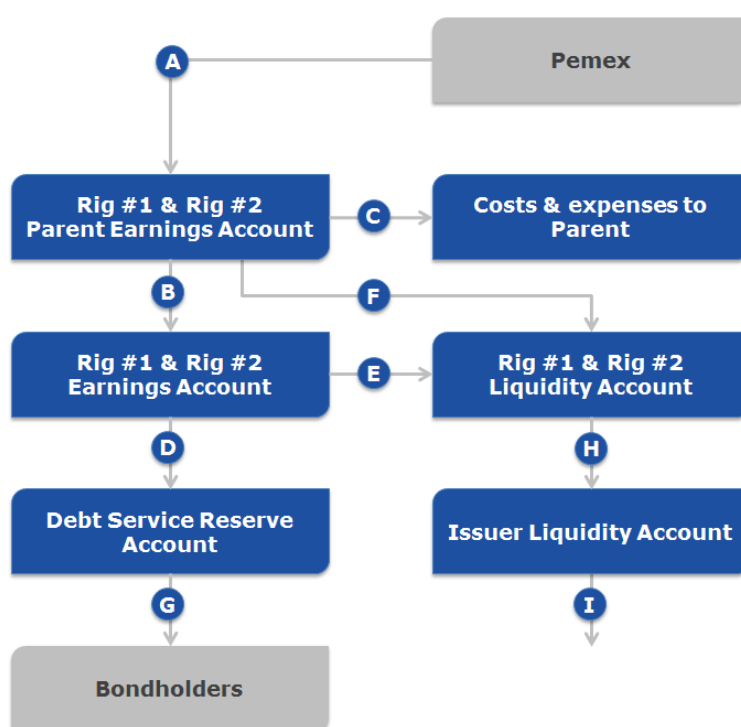 Pemex
A
Rig #1 & Rig #2
Parent Earnings Account
C
Costs & expenses to
Parent
B
F
Rig #1 & Rig #2
Earnings Account
E
Rig #1 & Rig #2
Liquidity Account
D
H
Debt Service Reserve
Account
Issuer Liquidity Account
G
I
Bondholders